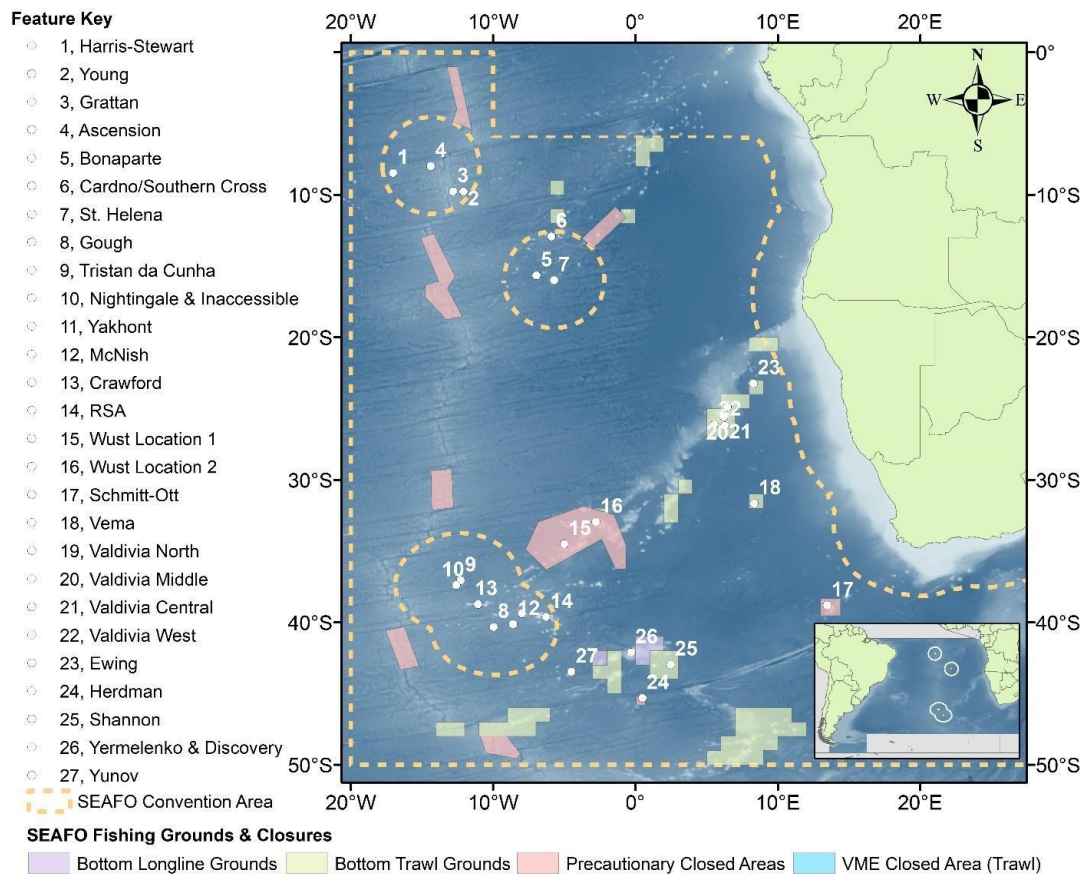 Feature Key
1, Harris-Stewart
2, Young
3, Grattan
4, Ascension
5, Bonaparte
6, Cardno/Southern Cross
7, St. Helena
8, Gough
9, Tristan da Cunha
10, Nightingale & Inaccessible
11, Yakhont
12, McNish
13, Crawford
14, RSA
15, Wust Location 1
16, Wust Location 2
17, Schmitt-Ott
18, Vema
19, Valdivia North
20, Valdivia Middle
21, Valdivia Central
22, Valdivia West
23, Ewing
24, Herdman
25, Shannon
26, Yermelenko & Discovery
27, Yunov
SEAFO Convention Area
20°W 10°W 0° 10°E 20°E
0°
10°S
20°S
30°S
40°S
50°S
N
W E
S
1
4
3
2
6
5 7
23
22
20 21
18
16
15
17
10 9
13
8 12 14
26
25
27
24
0°
10°S
20°S
30°S
40°S
50°S
20°W 10°W 0° 10°E 20°E
SEAFO Fishing Grounds & Closures
Bottom Longline Grounds Bottom Trawl Grounds Precautionary Closed Areas VME Closed Area (Trawl)